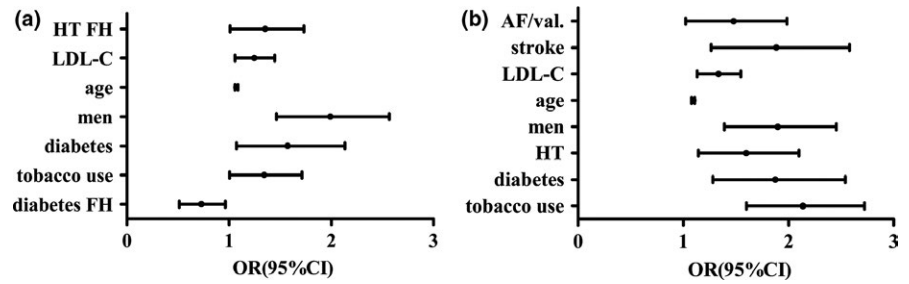 (a)
HT FH
LDL-C
age
men
diabetes
tobacco use
diabetes FH
0 1 2 3
OR(95%CI)
(b)
AF/val.
stroke
LDL-C
age
men
HT
diabetes
tobacco use
0 1 2 3
OR(95%CI)